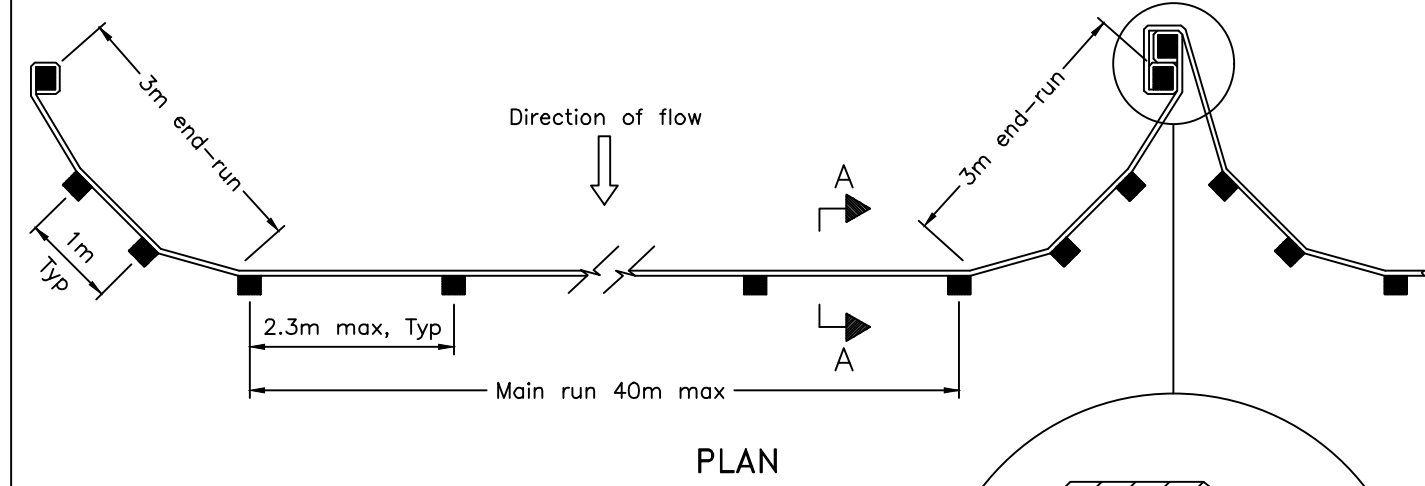 3m end-run
Direction of flow
3m end-run
A
1m
Typ
2.3m max, Typ
A
Main run 40m max
PLAN